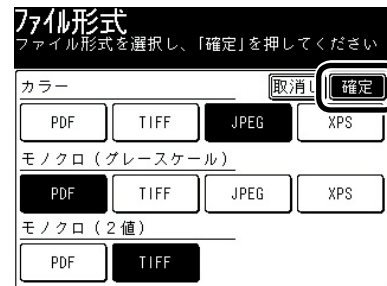 ファイル形式
ファイル形式を選択し、「確定」を押してください
カラー 取消し 確定
PDF TIFF JPEG XPS
モノクロ(グレースケール)
PDF TIFF JPEG XPS
モノクロ(2値)
PDF TIFF